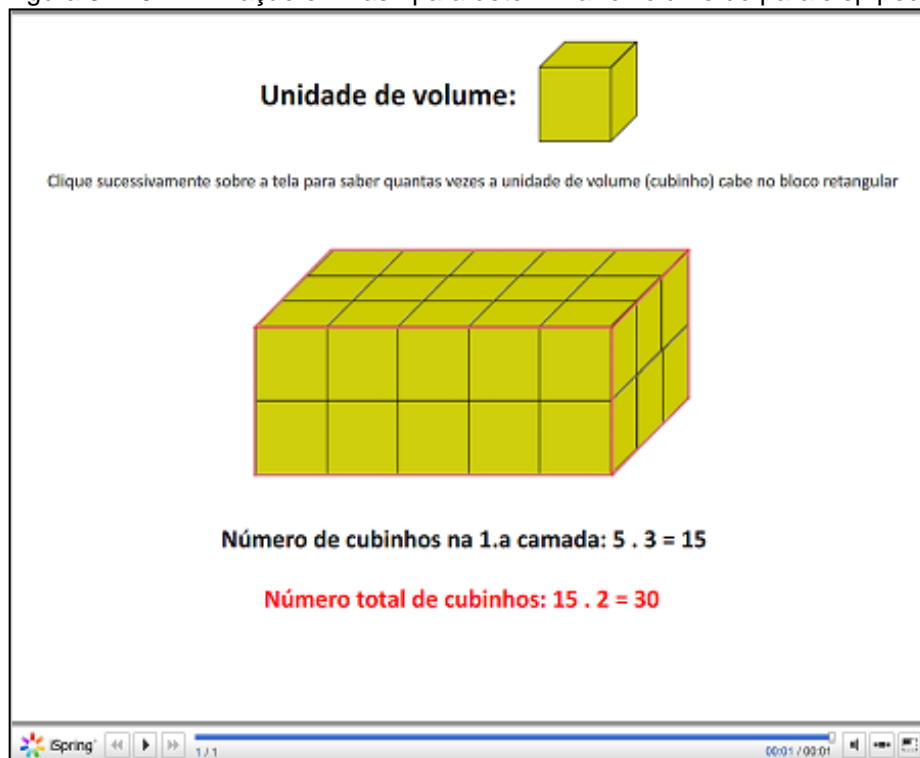 Unidade de volume:
Clique sucessivamente sobre a tela para saber quantas vezes a unidade de volume (cubinho) cabe no bloco retangular
Número de cubinhos na 1.a camada: 5 . 3 = 15
Número total de cubinhos: 15 . 2 = 30
iSpring 1 / 1 00:01 / 00:01